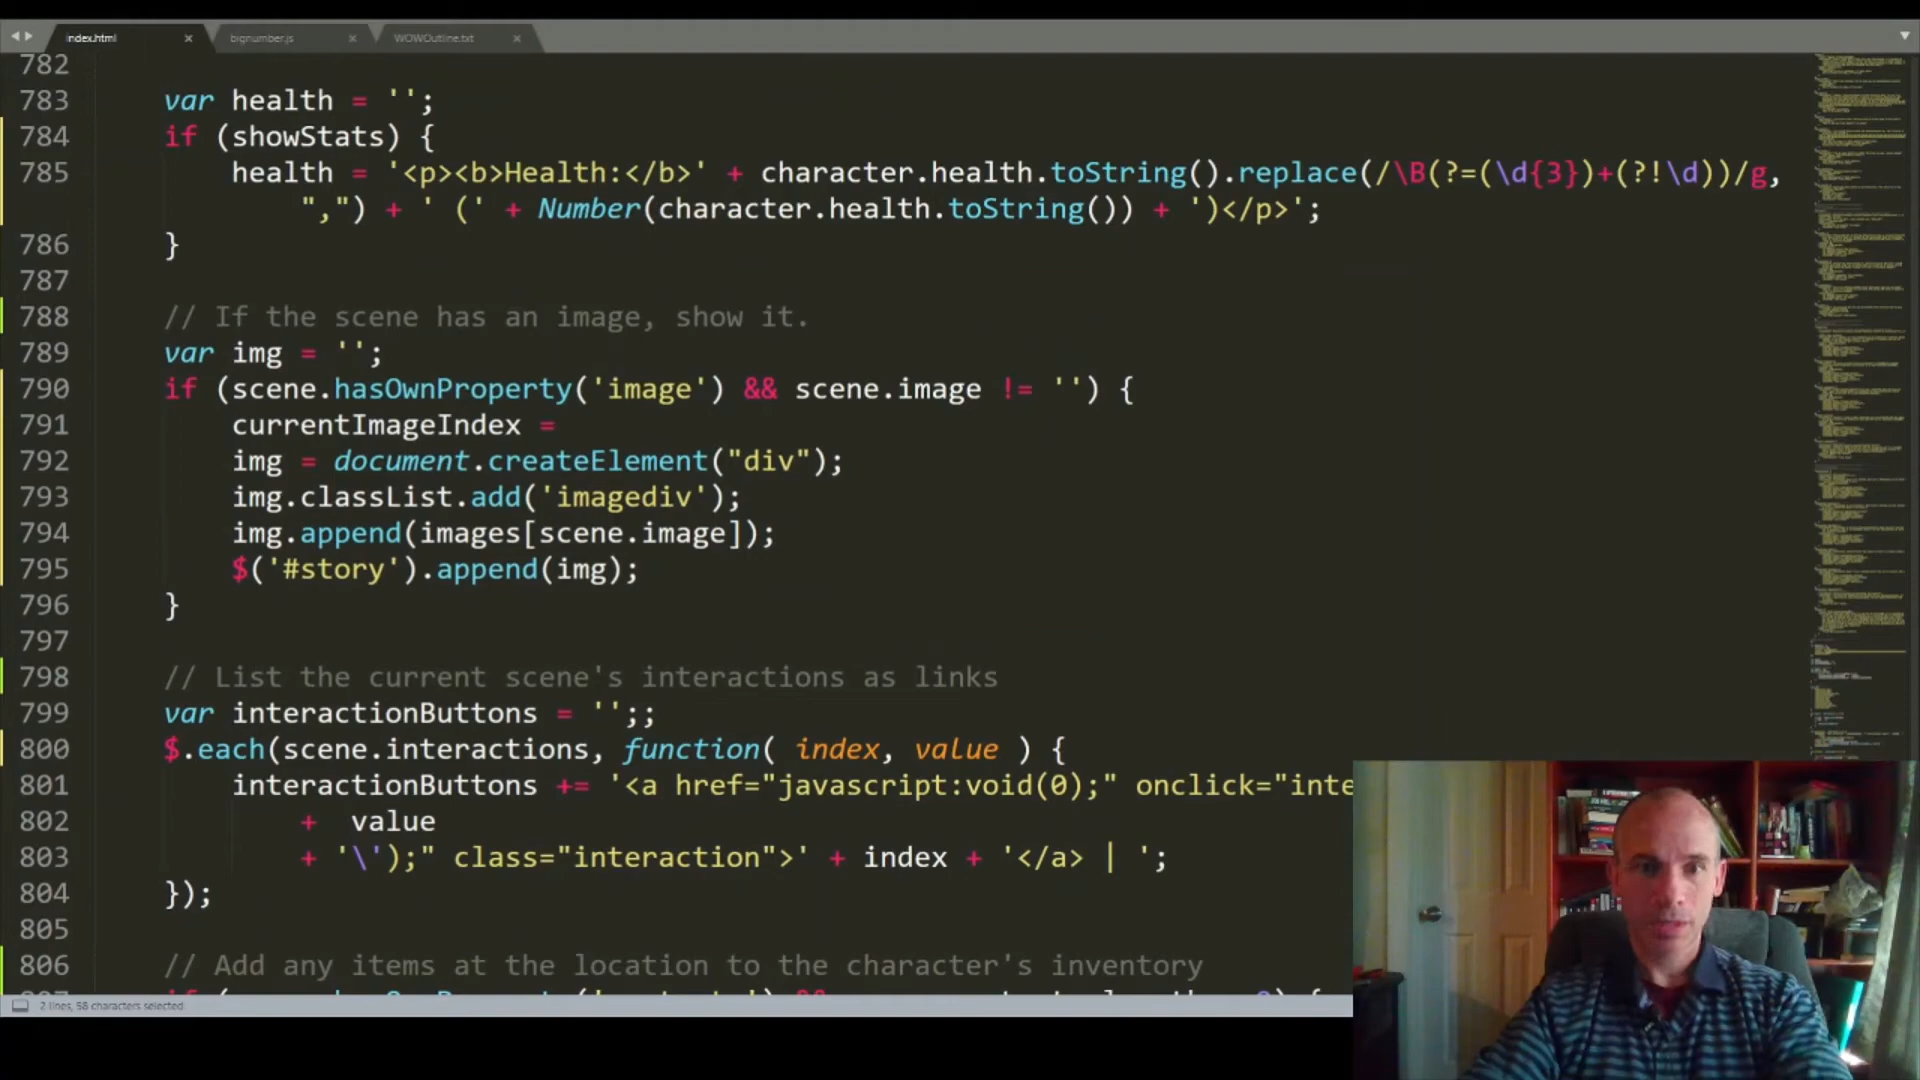 index.html bignumber.js WOWOutline.txt
782
783 var health = '';
784 if (showStats) {
785 health = '<p><b>Health:</b>' + character.health.toString().replace(/\B(?=(\d{3})+(?!\d))/g,
",") + ' (' + Number(character.health.toString()) + ')</p>';
786 }
787
788 // If the scene has an image, show it.
789 var img = '';
790 if (scene.hasOwnProperty('image') && scene.image != '') {
791 currentImageIndex =
792 img = document.createElement("div");
793 img.classList.add('imagediv');
794 img.append(images[scene.image]);
795 $('#story').append(img);
796 }
797
798 // List the current scene's interactions as links
799 var interactionButtons = '';;
800 $.each(scene.interactions, function( index, value ) {
801 interactionButtons += '<a href="javascript:void(0);" onclick="inte
802 + value
803 + '\');" class="interaction">' + index + '</a> | ';
804 });
805
806 // Add any items at the location to the character's inventory
2 lines, 58 characters selected